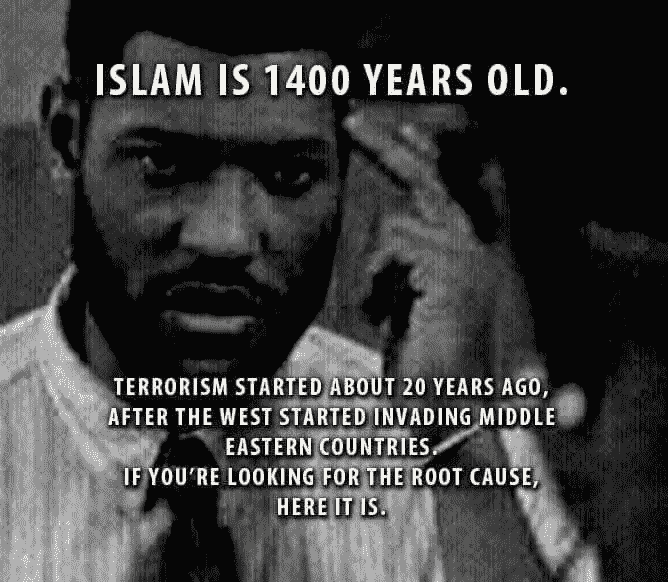 ISLAM IS 1400 YEARS OLD.
TERRORISM STARTED ABOUT 20 YEARS AGO,
AFTER THE WEST STARTED INVADING MIDDLE
EASTERN COUNTRIES.
IF YOU'RE LOOKING FOR THE ROOT CAUSE,
HERE IT IS.